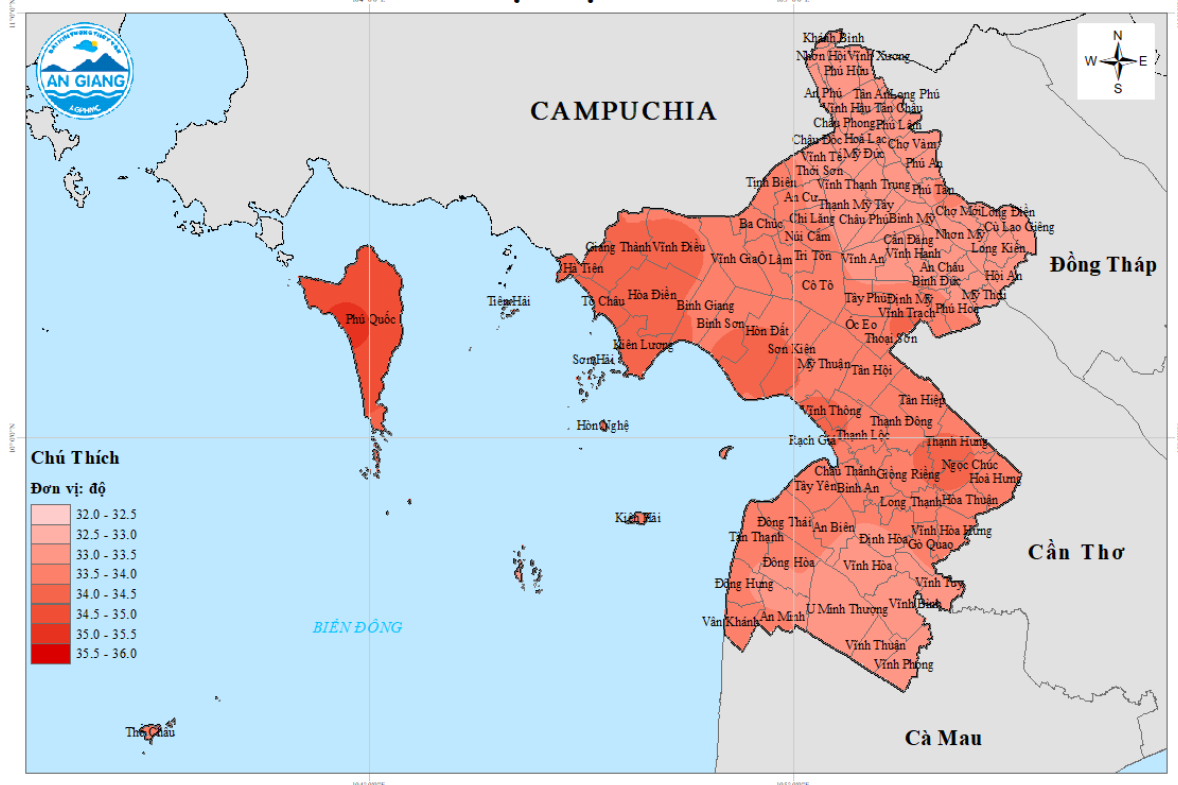 ĐÀI KHÍ TƯỢNG THỦY VĂN
AN GIANG
AGPHMC
N
W E
S
CAMPUCHIA
Khánh Bình
Nhơn Hội Vĩnh Xương
Phú Hữu
An Phú Tân An Long Phú
Vĩnh Hậu Tân Châu
Châu Phong Phú Lâm
Châu Đốc Hoà Lạc Chợ Vàm
Vĩnh Tế Mỹ Đức
Phú An
Thới Sơn
Tịnh Biên Vĩnh Thạnh Trung Phú Tân
An Cư
Thạnh Mỹ Tây Chợ Mới Long Điền
Chi Lăng Châu Phú Bình Mỹ
Ba Chúc Cù Lao Giêng
Núi Cấm Cần Đăng Nhơn Mỹ
Giang Thành Vĩnh Điều Vĩnh Hanh Long Kiến
Vĩnh Gia Ô Lâm Tri Tôn Vĩnh An
Hà Tiên An Châu Hội An
Bình Đức
Đồng Tháp
Cô Tô
Tiên Hải Tô Châu Hòa Điền Tây Phú Định Mỹ Mỹ Thới
Bình Giang Vĩnh Trạch Phú Hoà
Phú Quốc Bình Sơn Hòn Đất Óc Eo
Thoại Sơn
Kiên Lương Sơn Kiên
Sơn Hải Mỹ Thuận
Tân Hội
Tân Hiệp
Vĩnh Thông
Hòn Nghệ Thạnh Đông
Rạch Giá Thạnh Lộc Thạnh Hưng
Châu Thành Giồng Riềng Ngọc Chúc
Hoà Hưng
Tây Yên Bình An
Long Thạnh Hòa Thuận
Kiên Hải Đông Thái An Biên
Tân Thạnh Định Hòa Vĩnh Hòa Hưng
Gò Quao
Cần Thơ
Đông Hòa Vĩnh Hòa
Đông Hưng Vĩnh Tuy
Vân Khánh An Minh U Minh Thượng Vĩnh Bình
Vĩnh Thuận
Vĩnh Phong
BIỂN ĐÔNG
Thổ Châu
Cà Mau
Chú Thích
Đơn vị: độ
32.0 - 32.5
32.5 - 33.0
33.0 - 33.5
33.5 - 34.0
34.0 - 34.5
34.5 - 35.0
35.0 - 35.5
35.5 - 36.0